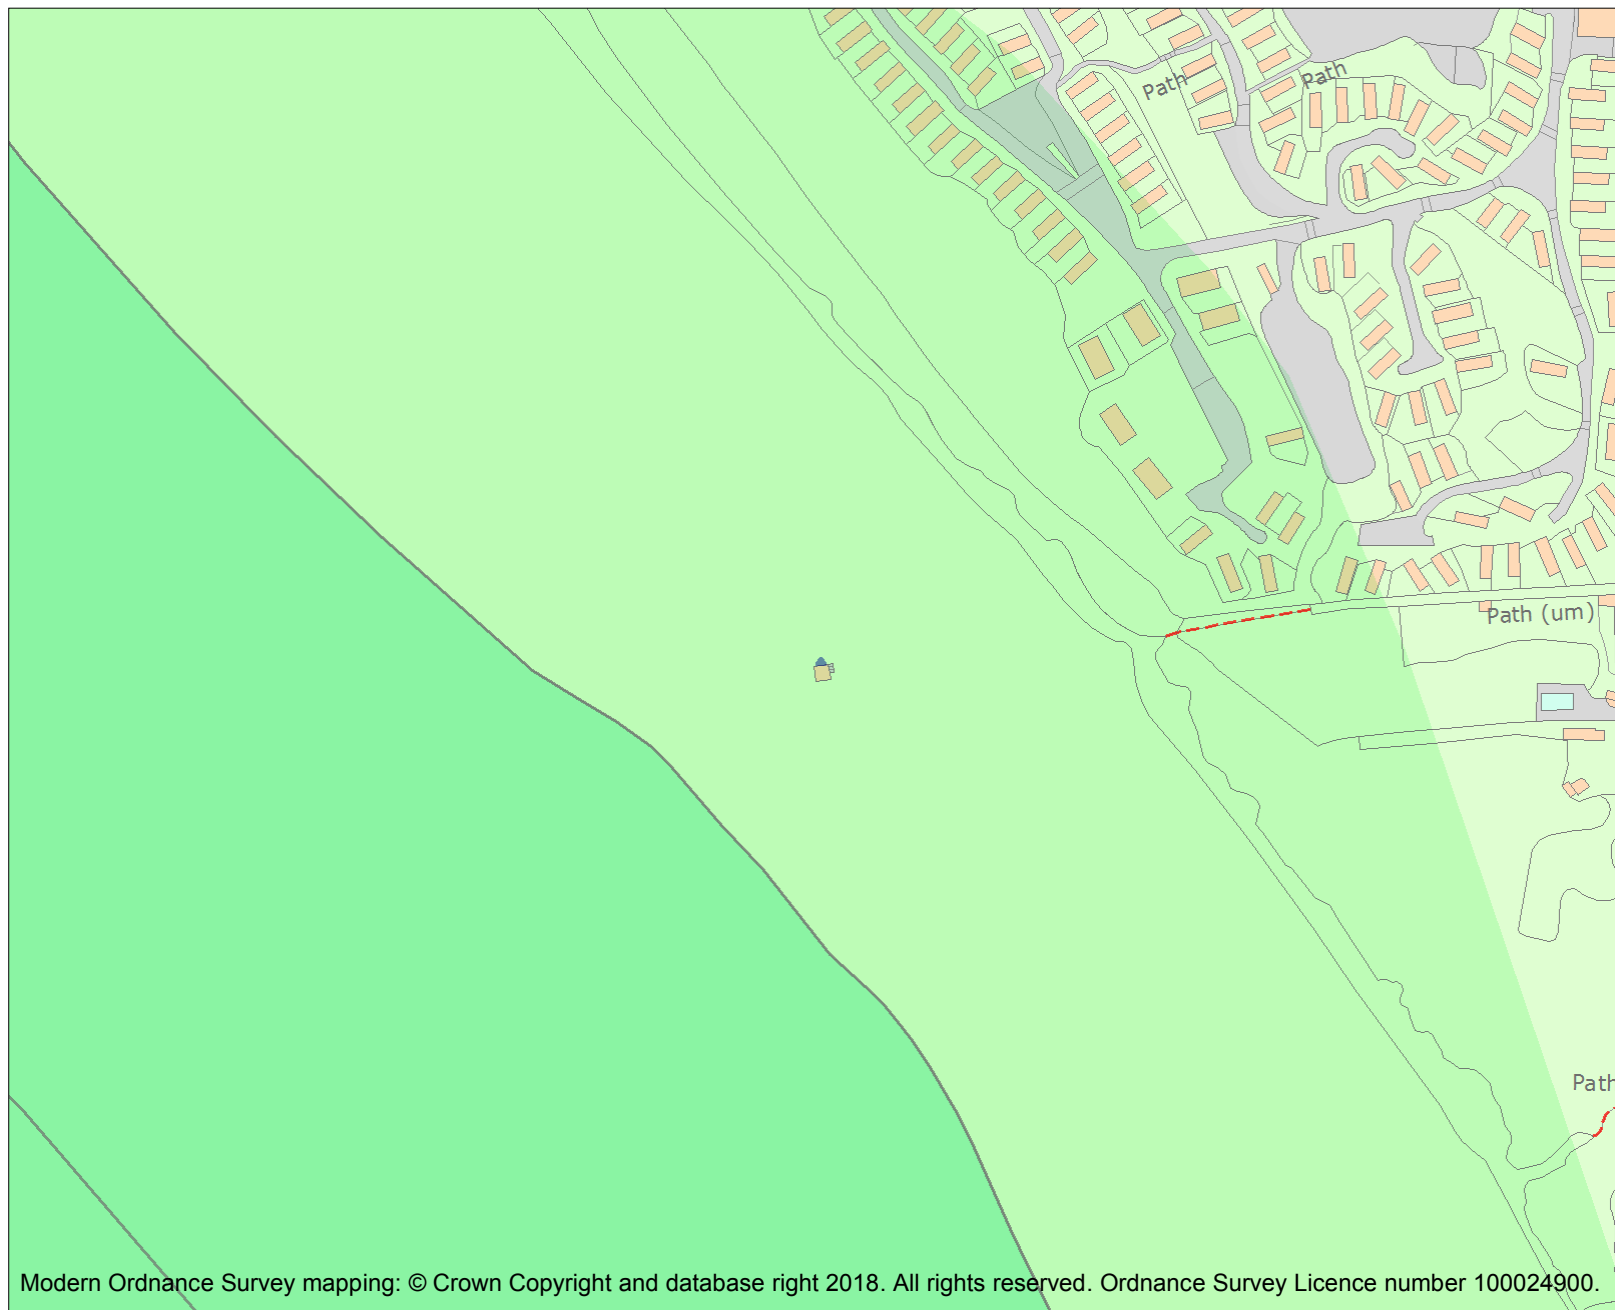 Path
Path
Path (um)
Path
Modern Ordnance Survey mapping: © Crown Copyright and database right 2018. All rights reserved. Ordnance Survey Licence number 100024900.